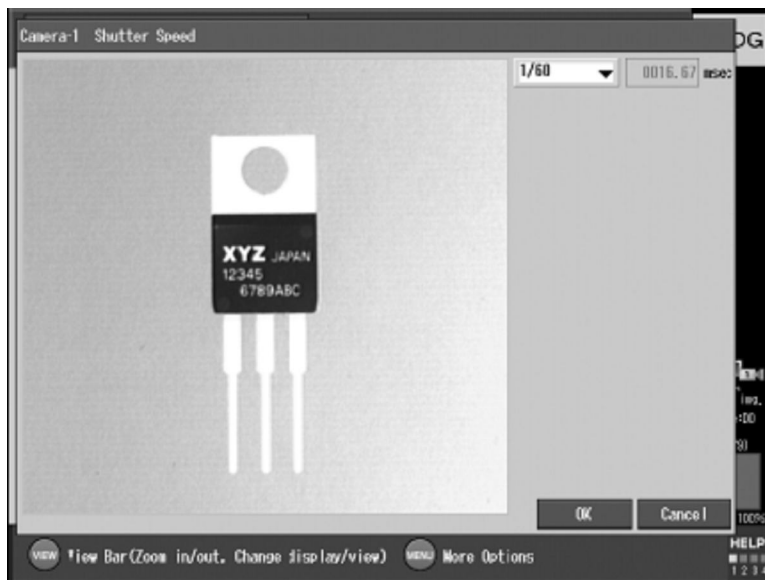 Camera-1 Shutter Speed
1/60
0016.67 msec
XYZ JAPAN
12345
6789ABC
OK
Cancel
100%
VIEW
View Bar(Zoom in/out. Change display/view)
MENU
More Options
HELP
1 2 3 4